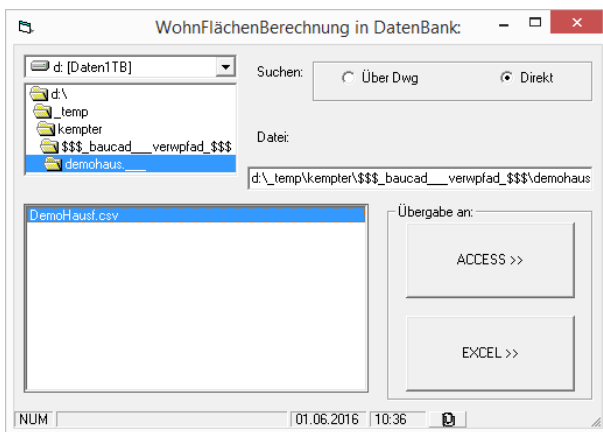 WohnFlächenBerechnung in DatenBank:
d: [Daten1TB]
Suchen:
Über Dwg
Direkt
d:\
_temp
kempter
$$$_baucad___verwpfad_$$$
demohaus.___
Datei:
d:\_temp\kempter\$$$_baucad___verwpfad_$$$\demohaus
DemoHausf.csv
Übergabe an:
ACCESS >>
EXCEL >>
NUM
01.06.2016
10:36